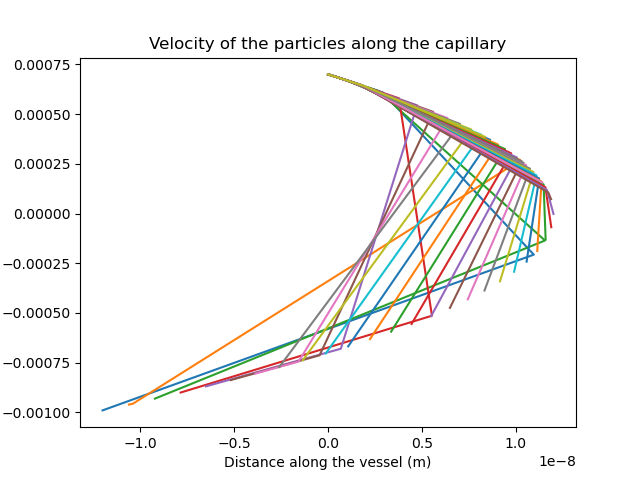 Velocity of the particles along the capillary
0.00075
0.00050
0.00025
0.00000
−0.00025
−0.00050
−0.00075
−0.00100
−1.0 −0.5 0.0 0.5 1.0
1e−8
Distance along the vessel (m)